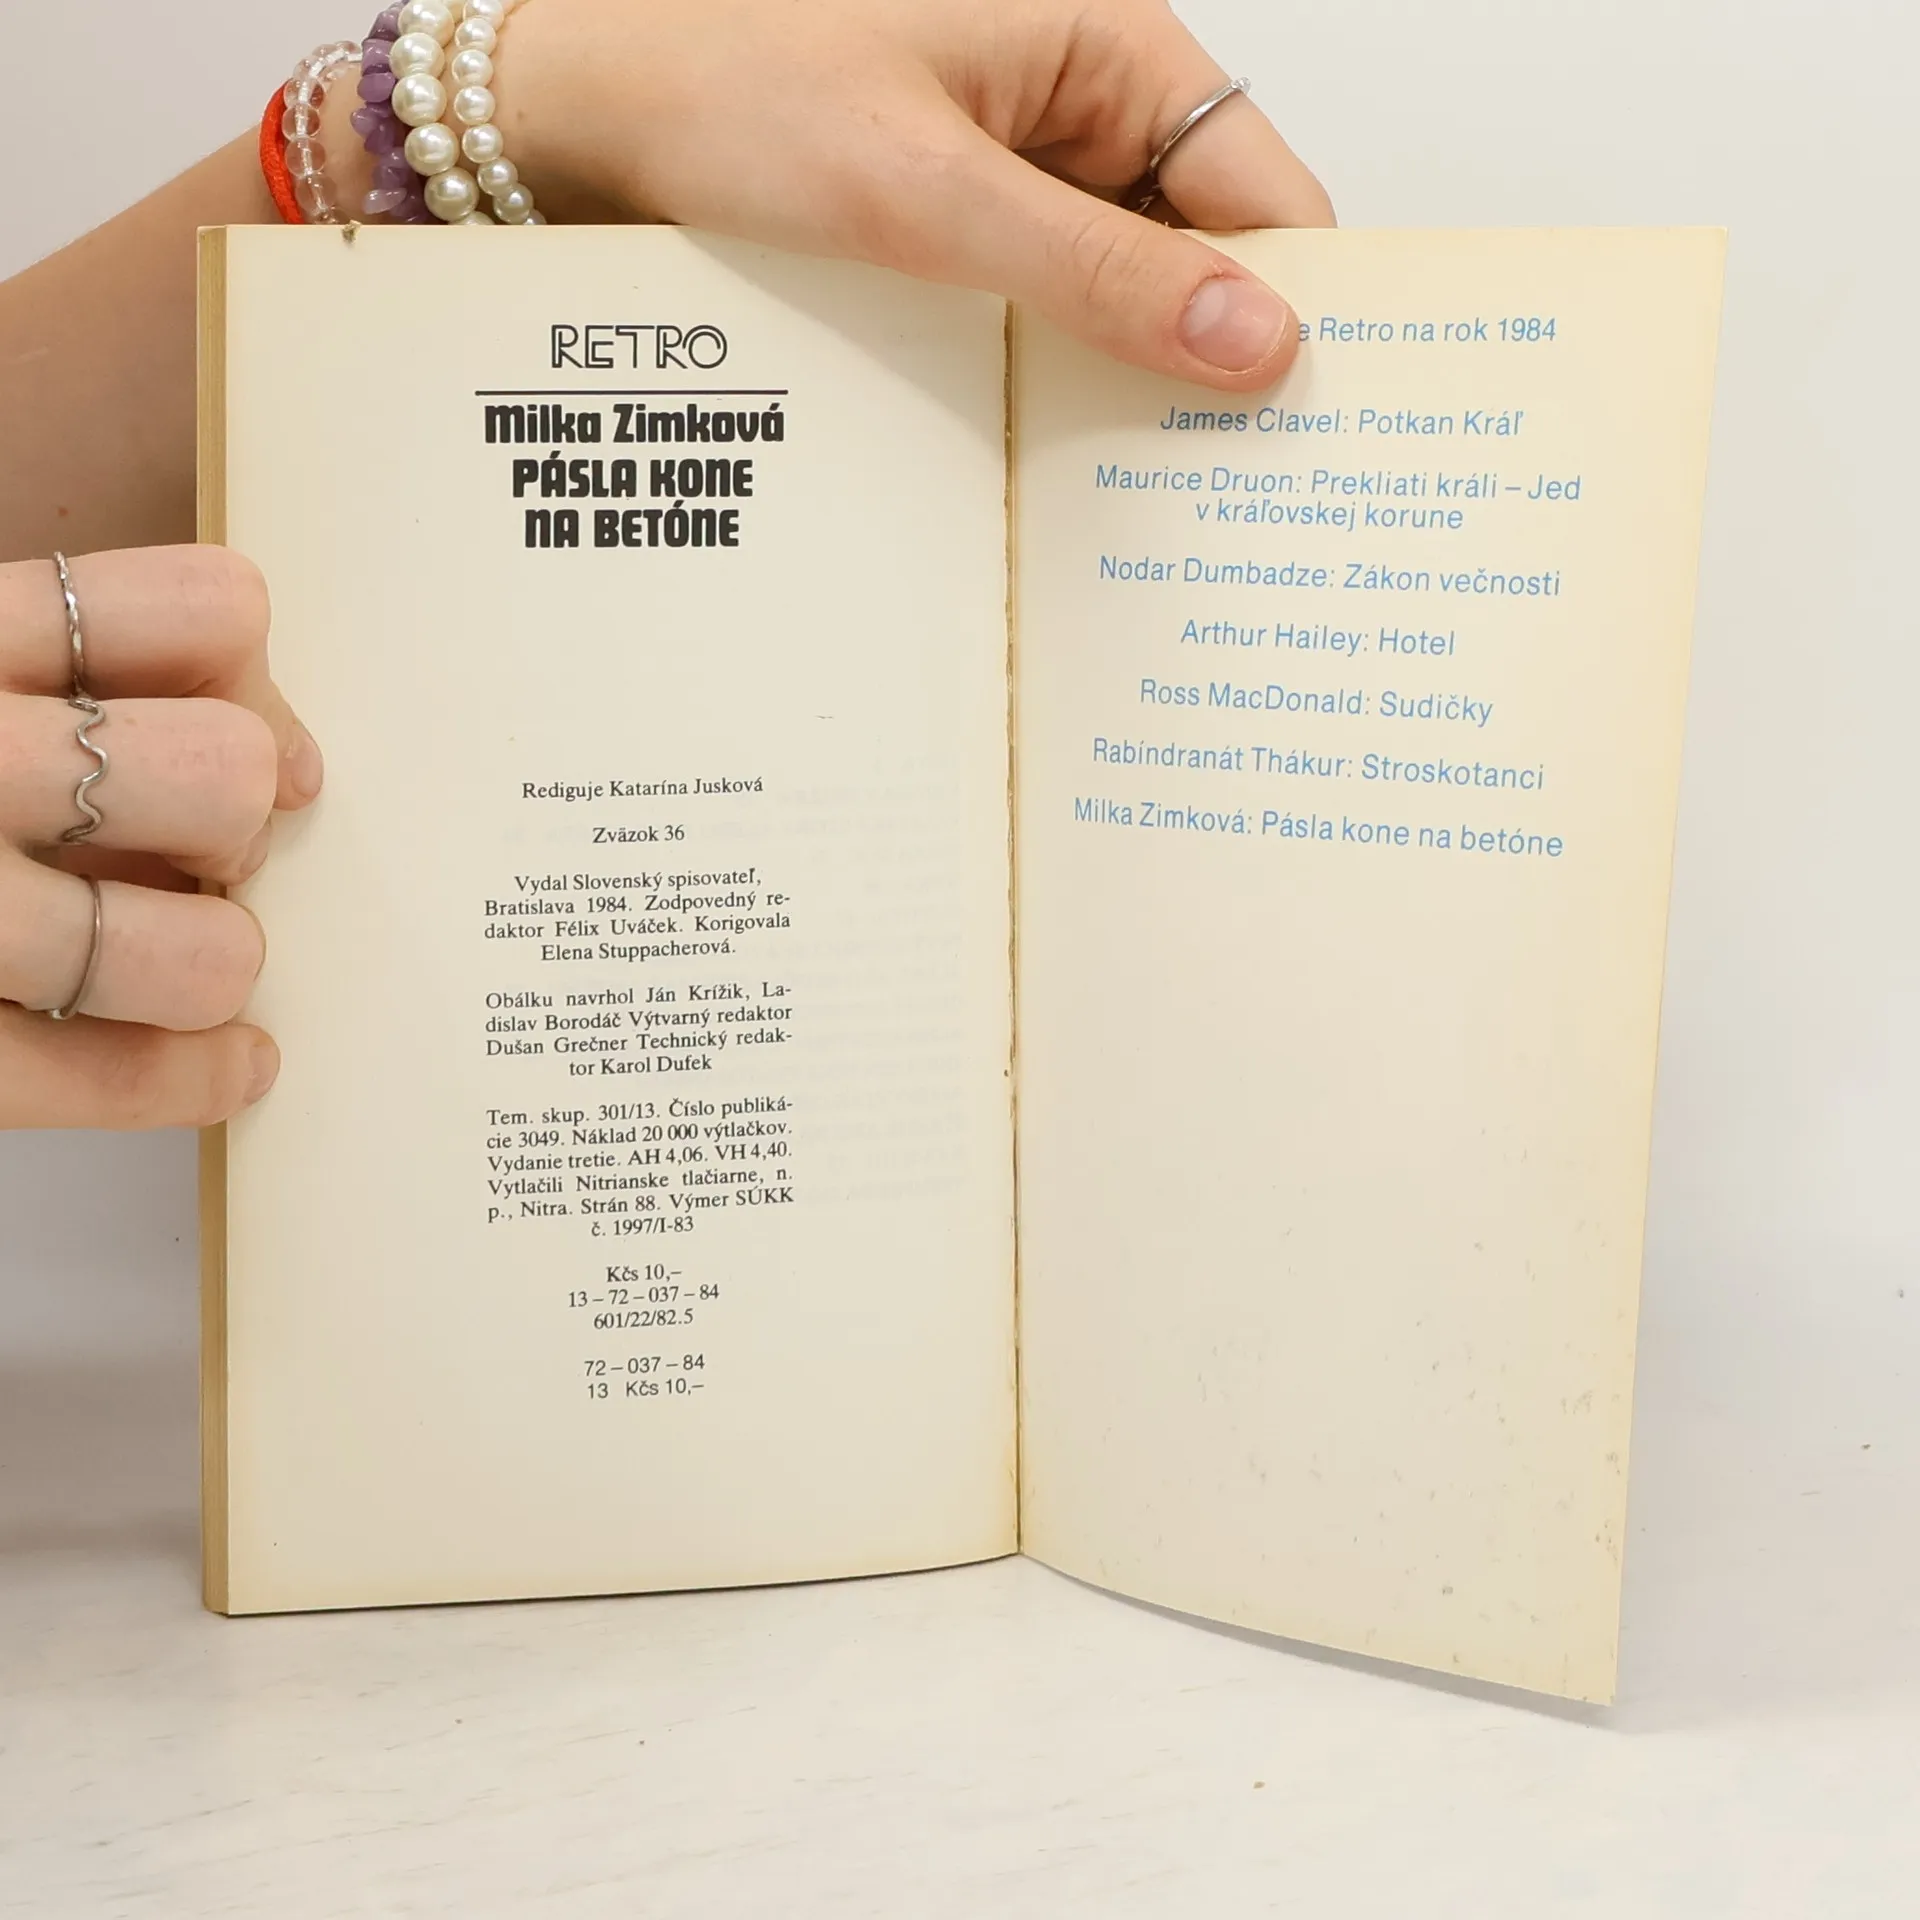 RETRO
Milka Zimková
PÁSLA KONE
NA BETÓNE
Rediguje Katarína Jusková
Zväzok 36
Vydal Slovenský spisovateľ,
Bratislava 1984. Zodpovedný re-
daktor Félix Uváček. Korigovala
Elena Stuppacherová.
Obálku navrhol Ján Krížik, La-
dislav Borodáč Výtvarný redaktor
Dušan Grečner Technický redak-
tor Karol Dufek
Tem. skup. 301/13. Číslo publiká-
cie 3049. Náklad 20 000 výtlačkov.
Vydanie tretie. AH 4,06. VH 4,40.
Vytlačili Nitrianske tlačiarne, n.
p., Nitra. Strán 88. Výmer SÚKK
č. 1997/I-83
Kčs 10,–
13 – 72 – 037 – 84
601/22/82.5
72 – 037 – 84
13 Kčs 10,–
Retro na rok 1984
James Clavel: Potkan Kráľ
Maurice Druon: Prekliati králi – Jed
v kráľovskej korune
Nodar Dumbadze: Zákon večnosti
Arthur Hailey: Hotel
Ross MacDonald: Sudičky
Rabíndranát Thákur: Stroskotanci
Milka Zimková: Pásla kone na betóne